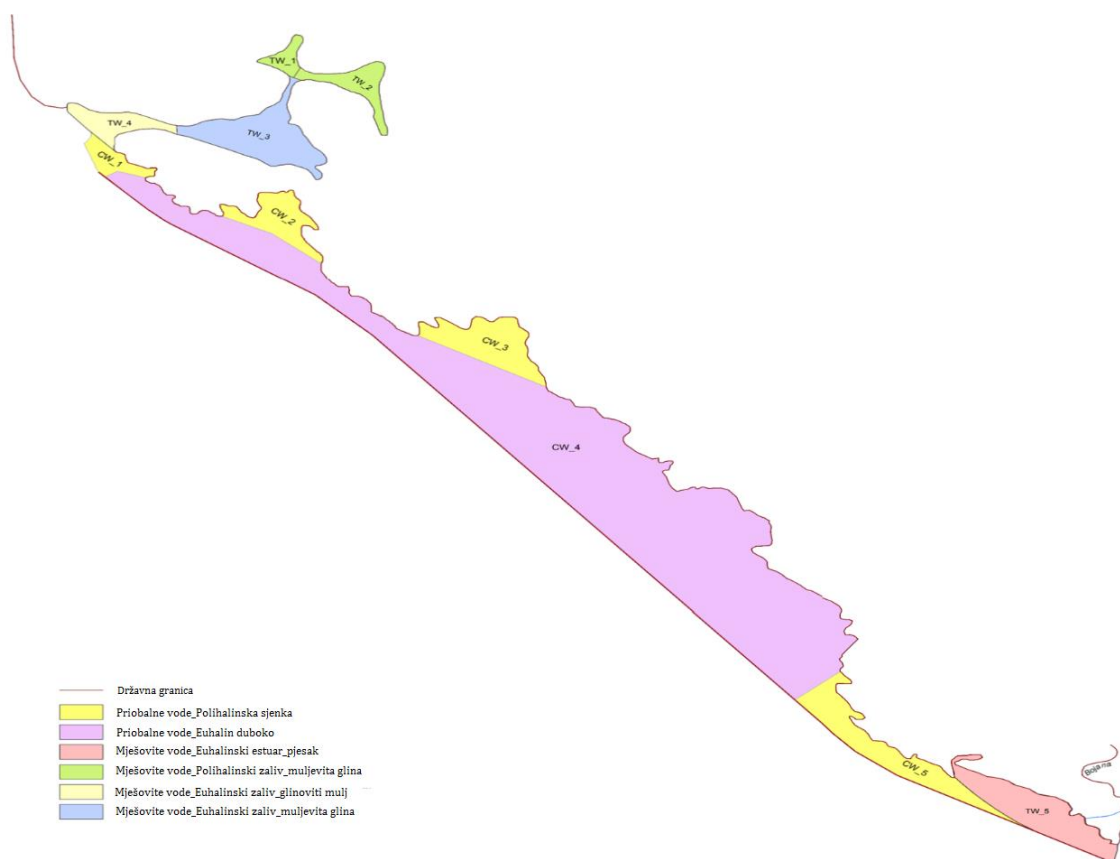 TW_1
TW_2
TW_3
TW_4
CW_1
CW_2
CW_3
CW_4
CW_5
TW_5
Bojana
Državna granica
Priobalne vode_Polihalinska sjenka
Priobalne vode_Euhalin duboko
Mješovite vode_Euhalinski estuar_pjesak
Mješovite vode_Polihalinski zaliv_muljevita glina
Mješovite vode_Euhalinski zaliv_glinoviti mulj
Mješovite vode_Euhalinski zaliv_muljevita glina